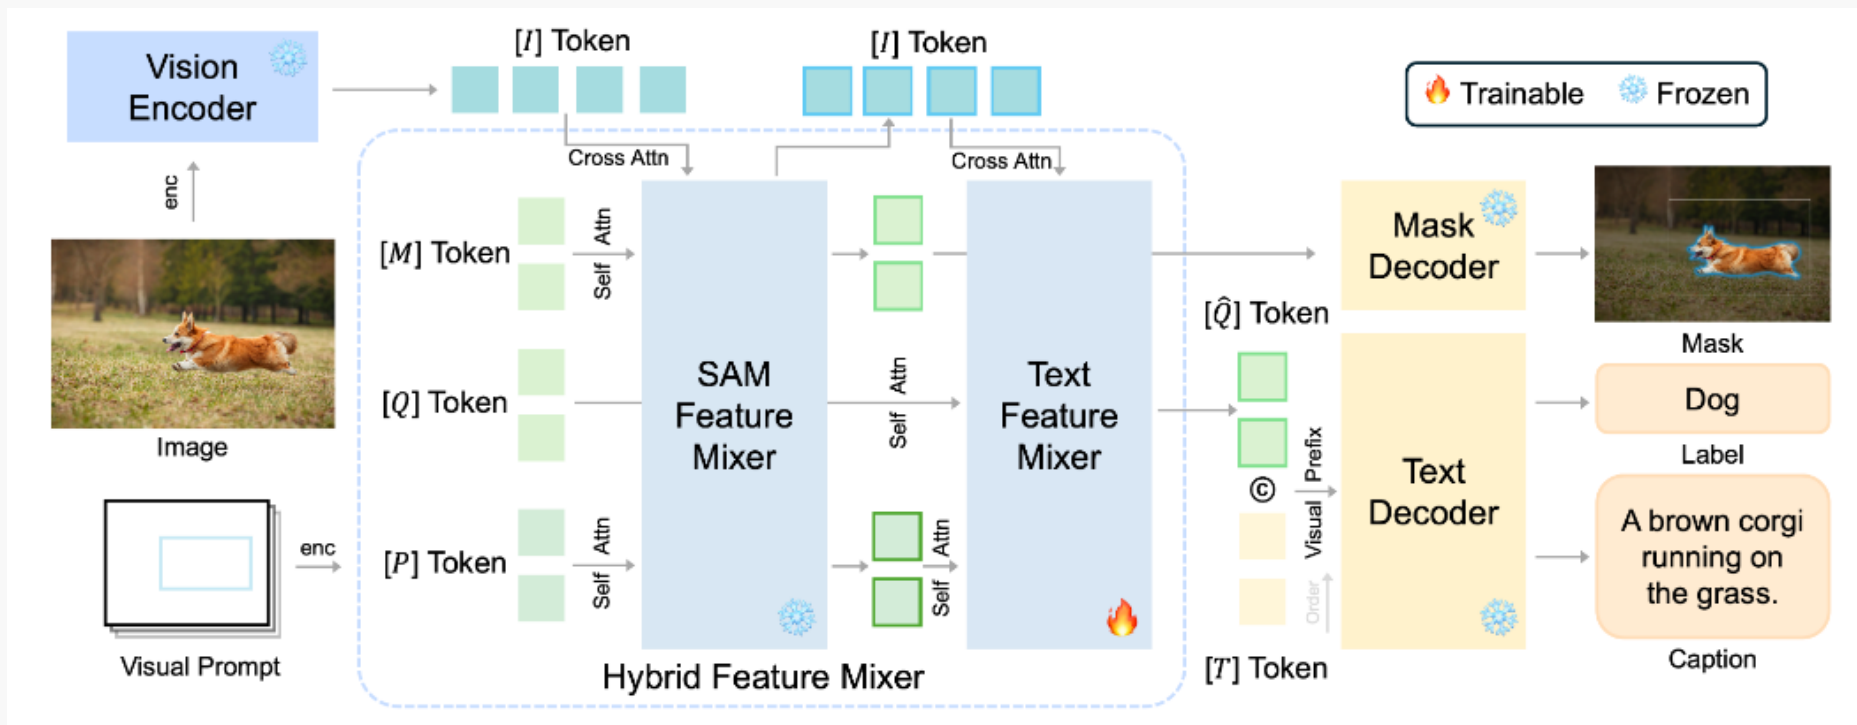 Vision
Encoder
[I] Token
[I] Token
Trainable
Frozen
enc
Cross Attn
Cross Attn
[M] Token
Self Attn
Mask
Decoder
Mask
[Q̂] Token
Image
[Q] Token
SAM
Feature
Mixer
Self Attn
Text
Feature
Mixer
Dog
Label
©
Visual Prefix
Text
Decoder
enc
[P] Token
Self Attn
Self Attn
Order
A brown corgi
running on
the grass.
Caption
Visual Prompt
Hybrid Feature Mixer
[T] Token